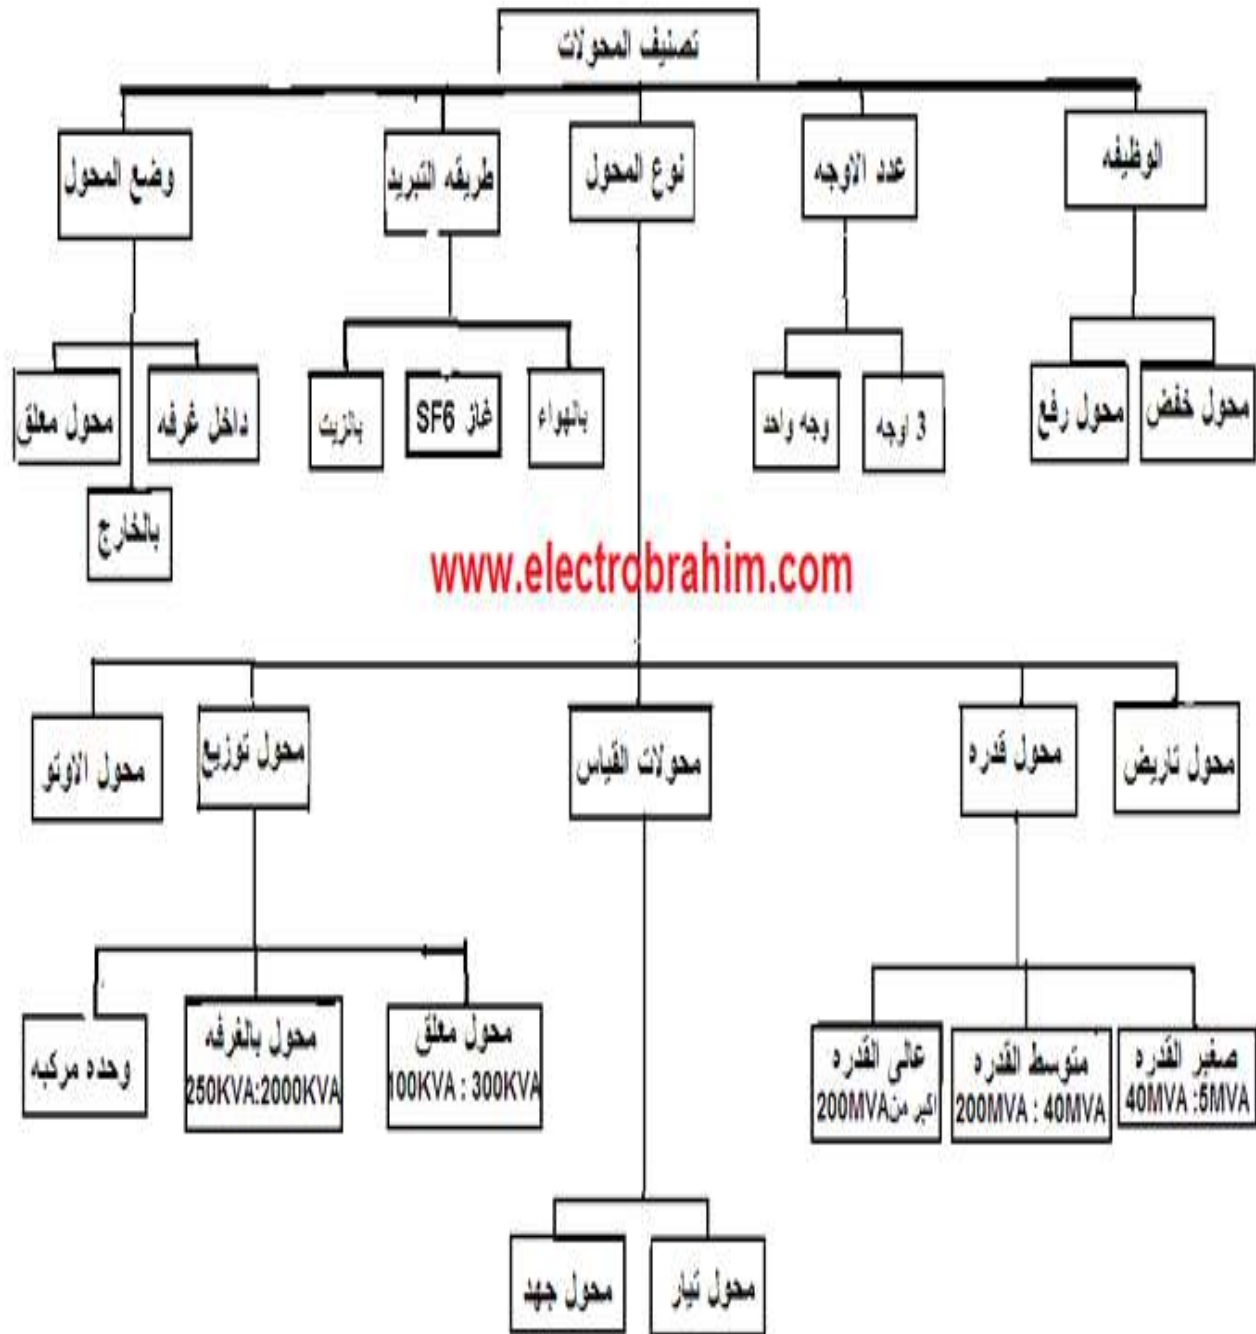 تصنيف المحولات
الوظيفه
عدد الاوجه
نوع المحول
طريقه التبريد
وضع المحول
محول خفض
محول رفع
3 اوجه
وجه واحد
بالهواء
غاز SF6
بالزيت
داخل غرفه
محول معلق
بالخارج
www.electrobrahim.com
محول تاريض
محول قدره
محولات القياس
محول توزيع
محول الاوتو
صغير القدره
40MVA :5MVA
متوسط القدره
200MVA : 40MVA
عالى القدره
اكبر من200MVA
محول معلق
100KVA : 300KVA
محول بالغرفه
250KVA:2000KVA
وحده مركبه
محول تيار
محول جهد